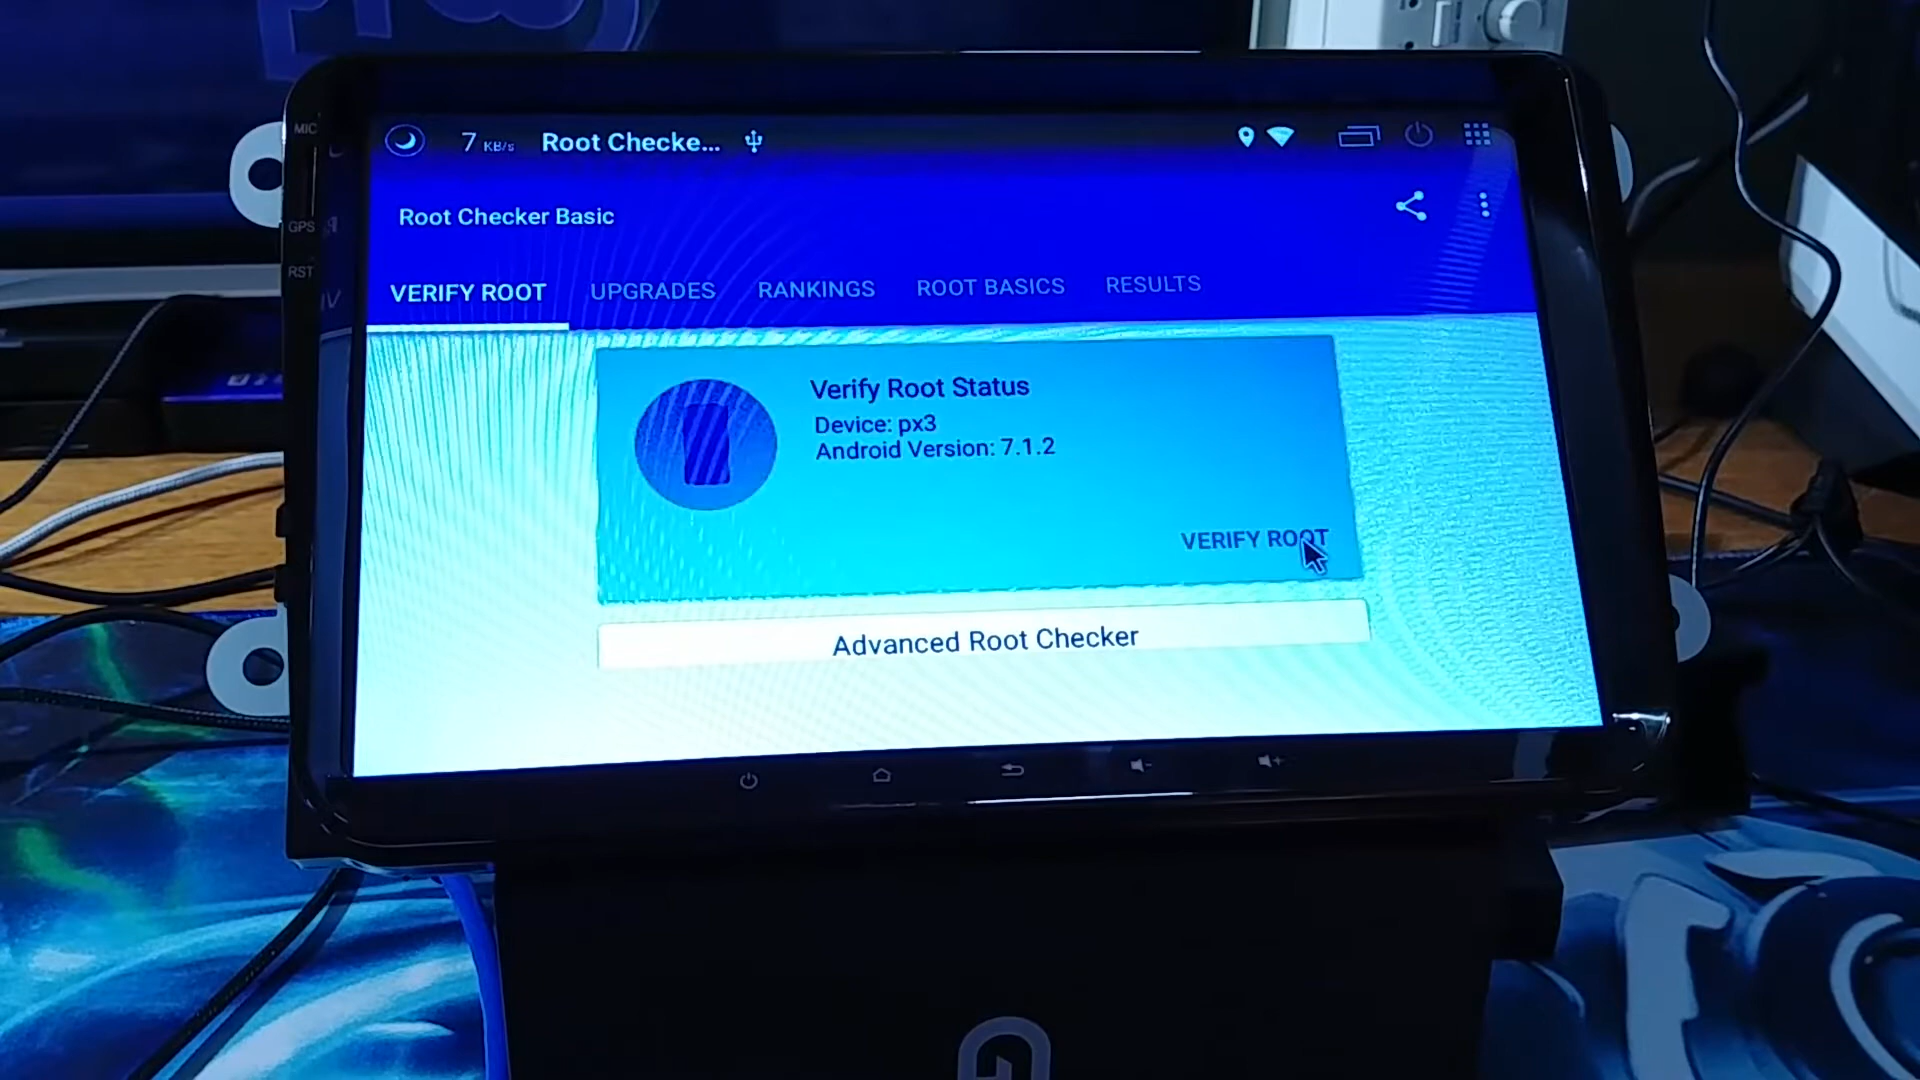 MIC
7 KB/s Root Checke...
GPS
RST
Root Checker Basic
VERIFY ROOT UPGRADES RANKINGS ROOT BASICS RESULTS
Verify Root Status
Device: px3
Android Version: 7.1.2
VERIFY ROOT
Advanced Root Checker